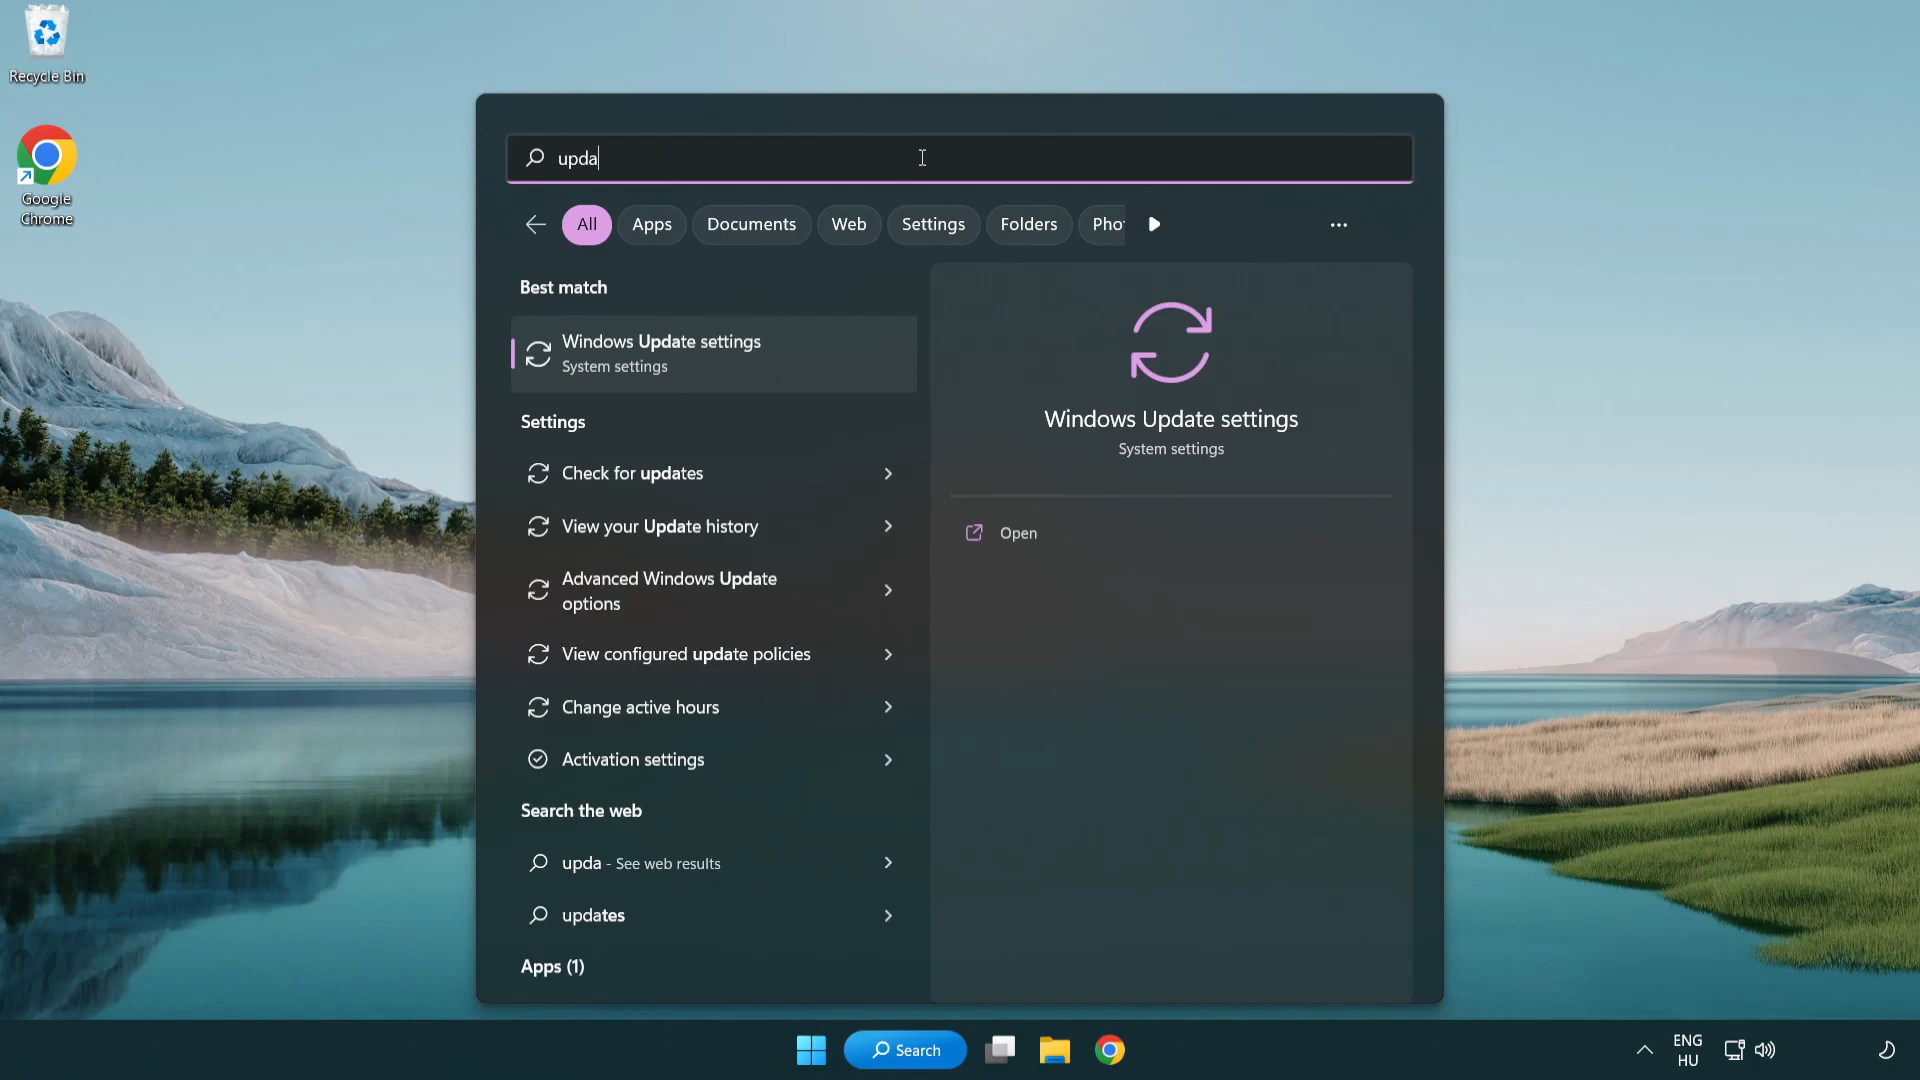 Recycle Bin
Google
Chrome
upda
All
Apps
Documents
Web
Settings
Folders
Pho
Best match
Windows Update settings
System settings
Settings
Check for updates
View your Update history
Advanced Windows Update
options
View configured update policies
Change active hours
Activation settings
Search the web
upda - See web results
updates
Apps (1)
Windows Update settings
System settings
Open
Search
ENG
HU